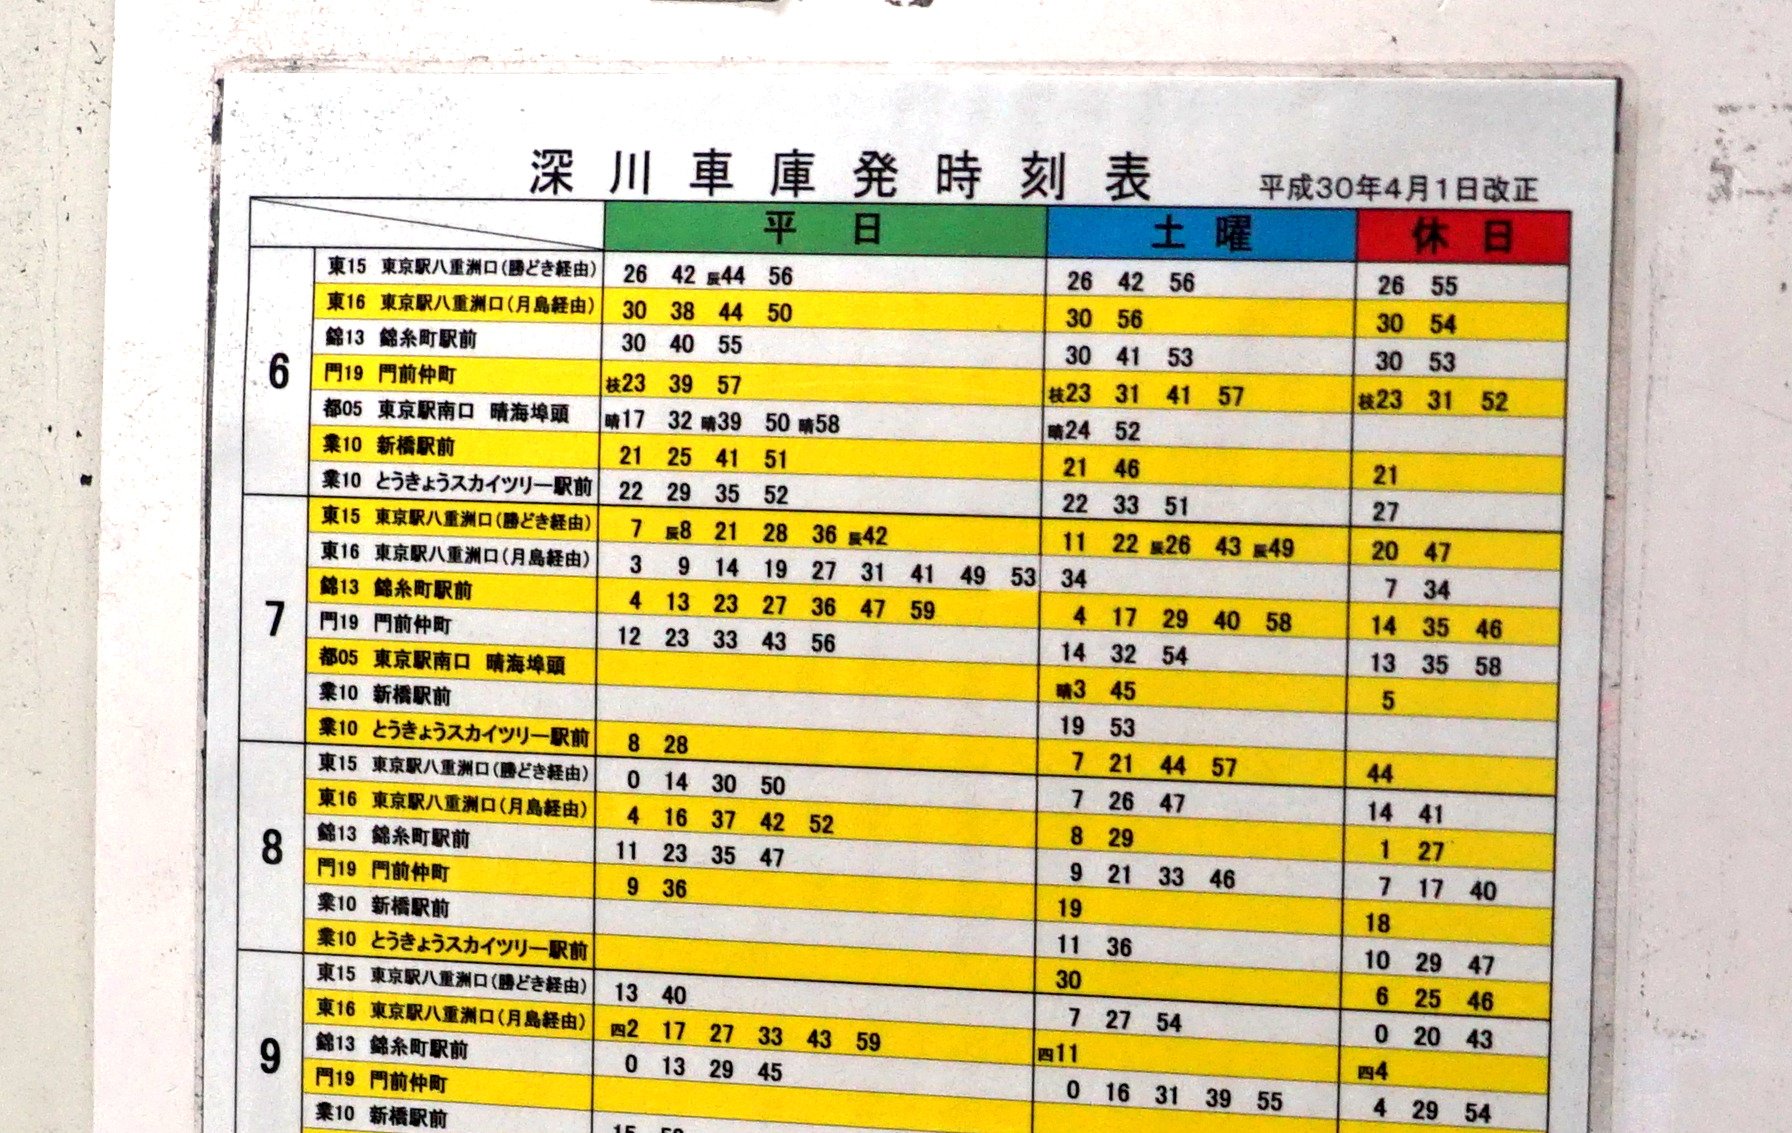 深川車庫発時刻表 平成30年4月1日改正
平日 土曜 休日
6
東15 東京駅八重洲口(勝どき経由) 26 42 辰44 56 26 42 56 26 55
東16 東京駅八重洲口(月島経由) 30 38 44 50 30 56 30 54
錦13 錦糸町駅前 30 40 55 30 41 53 30 53
門19 門前仲町 枝23 39 57 枝23 31 41 57 枝23 31 52
都05 東京駅南口 晴海埠頭 晴17 32 晴39 50 晴58 晴24 52
業10 新橋駅前 21 25 41 51 21 46 21
業10 とうきょうスカイツリー駅前 22 29 35 52 22 33 51 27
7
東15 東京駅八重洲口(勝どき経由) 7 辰8 21 28 36 辰42 11 22 辰26 43 辰49 20 47
東16 東京駅八重洲口(月島経由) 3 9 14 19 27 31 41 49 53 34 7 34
錦13 錦糸町駅前 4 13 23 27 36 47 59 4 17 29 40 58 14 35 46
門19 門前仲町 12 23 33 43 56 14 32 54 13 35 58
都05 東京駅南口 晴海埠頭 晴3 45 5
業10 新橋駅前 19 53
業10 とうきょうスカイツリー駅前 8 28 7 21 44 57 44
8
東15 東京駅八重洲口(勝どき経由) 0 14 30 50 7 26 47 14 41
東16 東京駅八重洲口(月島経由) 4 16 37 42 52 8 29 1 27
錦13 錦糸町駅前 11 23 35 47 9 21 33 46 7 17 40
門19 門前仲町 9 36 19 18
業10 新橋駅前 11 36 10 29 47
業10 とうきょうスカイツリー駅前 30 6 25 46
9
東15 東京駅八重洲口(勝どき経由) 13 40 7 27 54 0 20 43
東16 東京駅八重洲口(月島経由) 四2 17 27 33 43 59 四11 四4
錦13 錦糸町駅前 0 13 29 45 0 16 31 39 55 4 29 54
門19 門前仲町
業10 新橋駅前